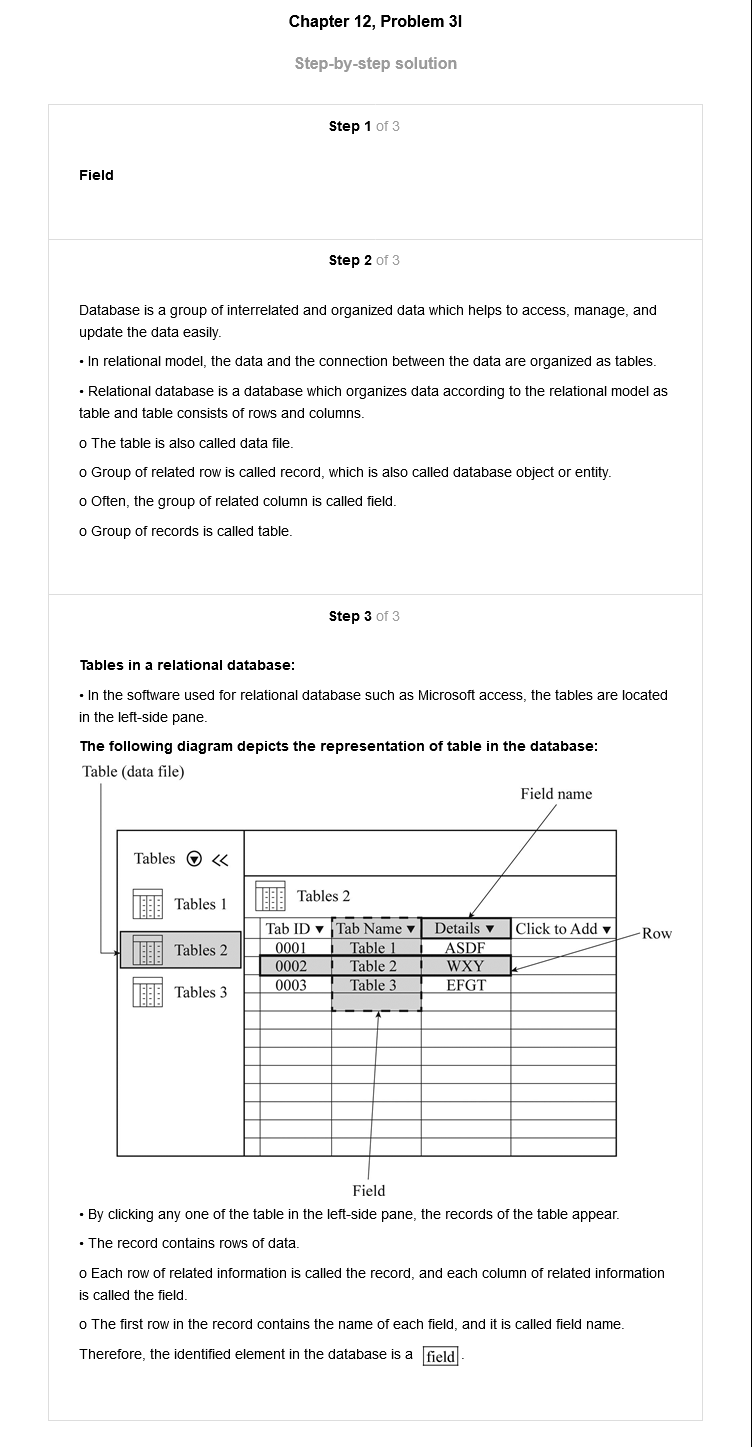 Chapter 12, Problem 3I
Step-by-step solution
Step 1 of 3
Field
Step 2 of 3
Database is a group of interrelated and organized data which helps to access, manage, and
update the data easily.
• In relational model, the data and the connection between the data are organized as tables.
• Relational database is a database which organizes data according to the relational model as
table and table consists of rows and columns.
o The table is also called data file.
o Group of related row is called record, which is also called database object or entity.
o Often, the group of related column is called field.
o Group of records is called table.
Step 3 of 3
Tables in a relational database:
• In the software used for relational database such as Microsoft access, the tables are located
in the left-side pane.
The following diagram depicts the representation of table in the database:
Table (data file)
Field name
Tables
Tables 1
Tables 2
Tables 3
Tables 2
Tab ID ▼ Tab Name ▼ Details ▼ Click to Add ▼
Row
0001 Table 1 ASDF
0002 Table 2 WXY
0003 Table 3 EFGT
Field
• By clicking any one of the table in the left-side pane, the records of the table appear.
• The record contains rows of data.
o Each row of related information is called the record, and each column of related information
is called the field.
o The first row in the record contains the name of each field, and it is called field name.
Therefore, the identified element in the database is a field.